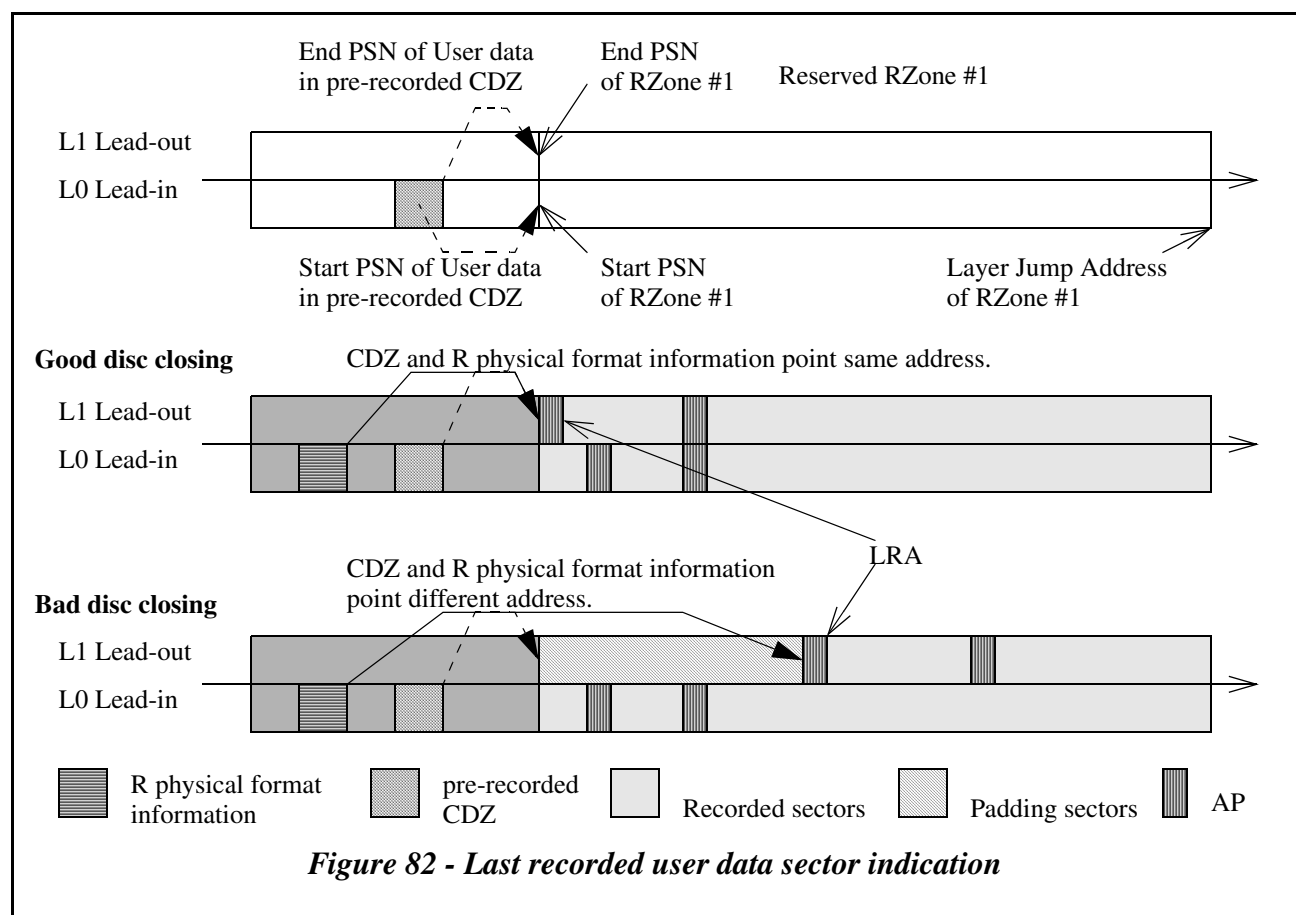 End PSN of User data
in pre-recorded CDZ
End PSN
of RZone #1
Reserved RZone #1
L1 Lead-out
L0 Lead-in
Start PSN of User data
in pre-recorded CDZ
Start PSN
of RZone #1
Layer Jump Address
of RZone #1
Good disc closing
CDZ and R physical format information point same address.
L1 Lead-out
L0 Lead-in
LRA
CDZ and R physical format information
point different address.
Bad disc closing
L1 Lead-out
L0 Lead-in
R physical format
information
pre-recorded
CDZ
Recorded sectors
Padding sectors
AP
Figure 82 - Last recorded user data sector indication